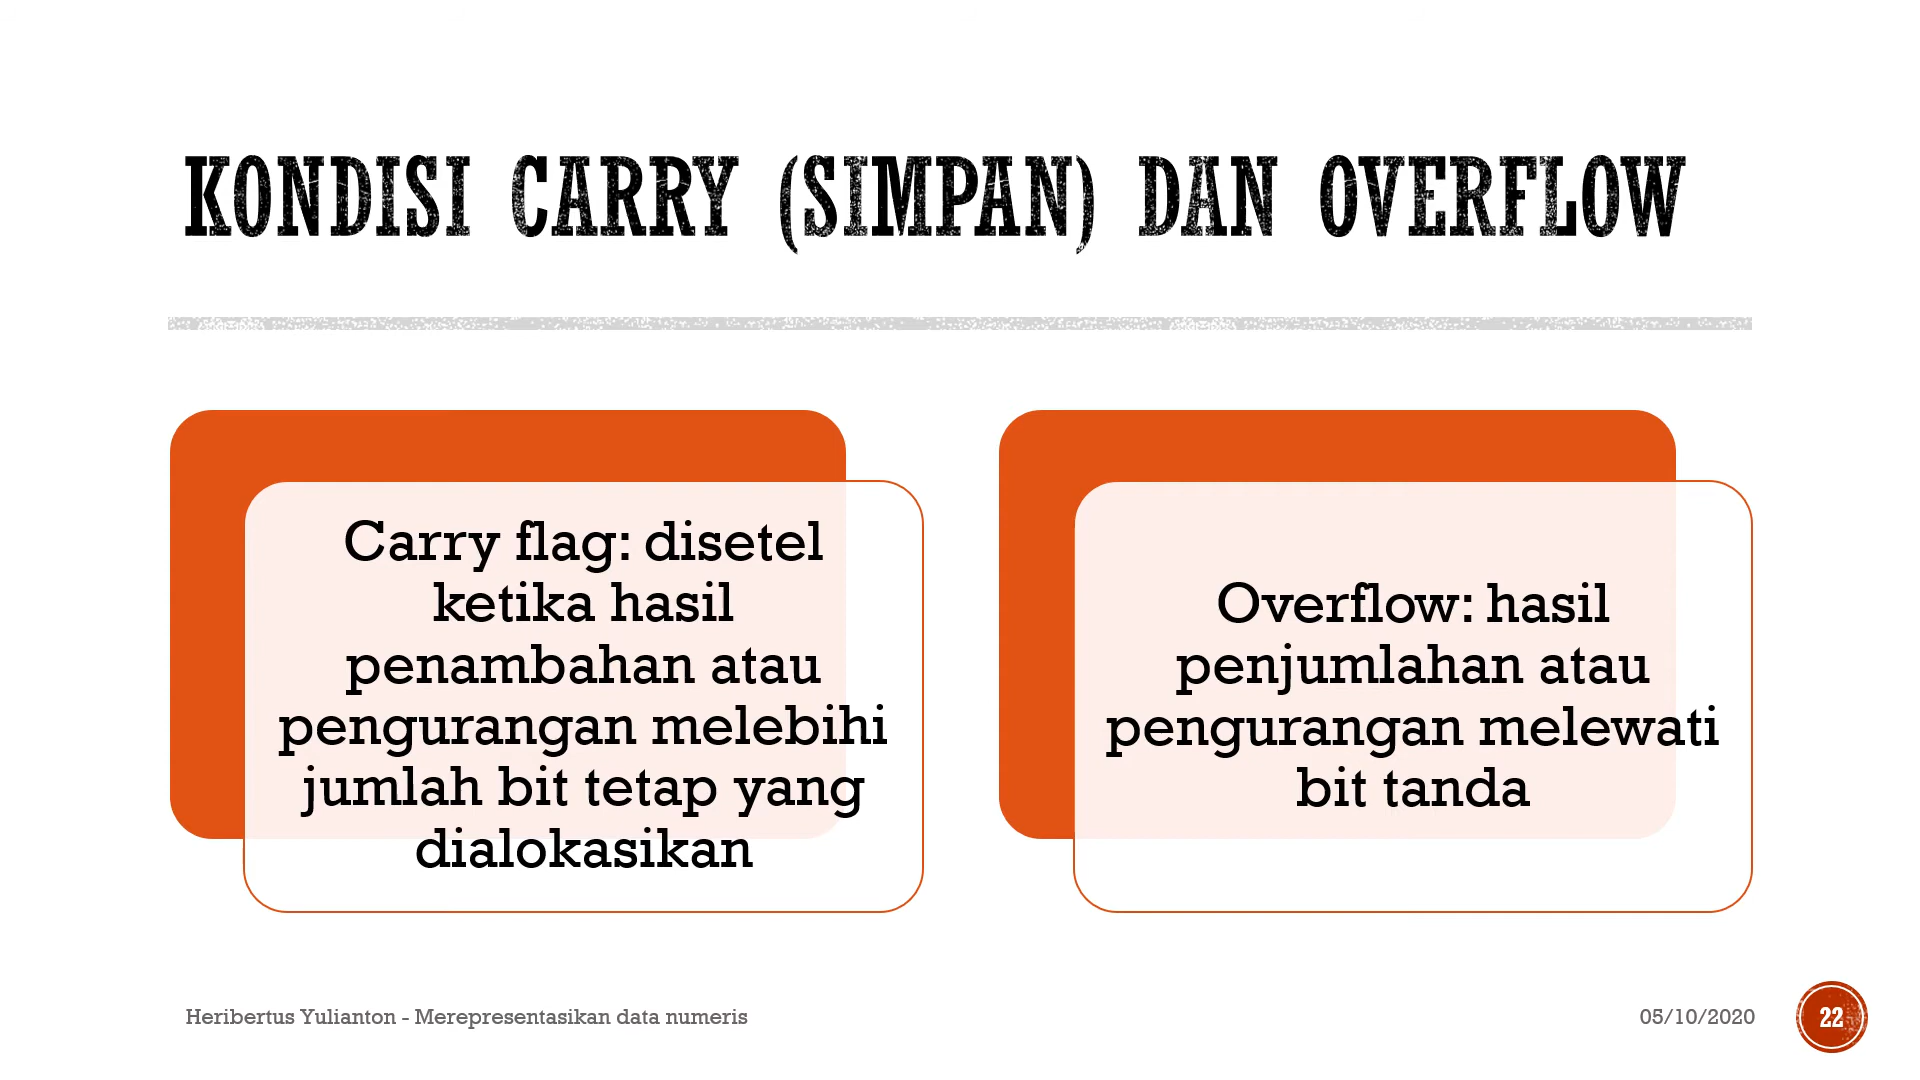 KONDISI CARRY (SIMPAN) DAN OVERFLOW
Carry flag: disetel
ketika hasil
penambahan atau
pengurangan melebihi
jumlah bit tetap yang
dialokasikan
Overflow: hasil
penjumlahan atau
pengurangan melewati
bit tanda
Heribertus Yulianton - Merepresentasikan data numeris
05/10/2020
22